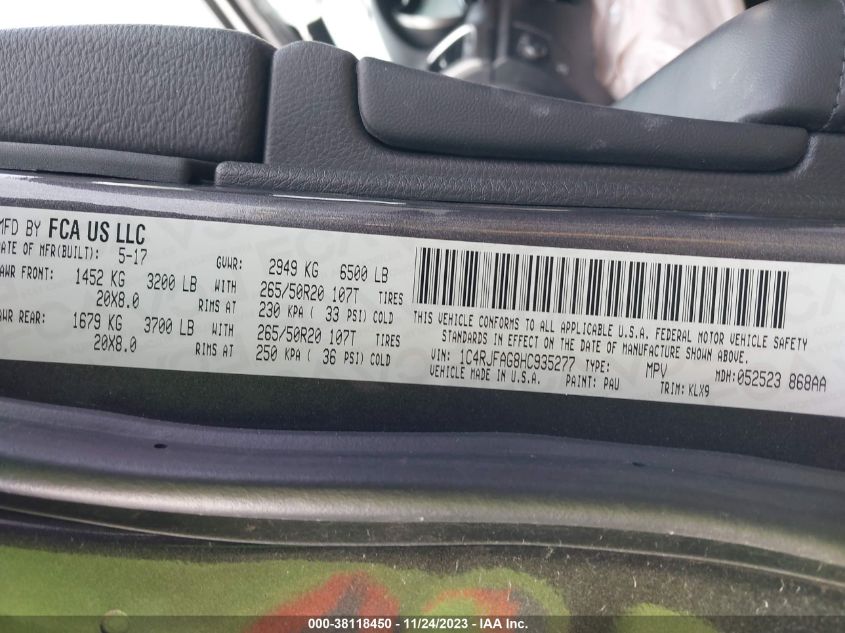 MFD BY FCA US LLC
DATE OF MFR(BUILT): 5-17 GVWR: 2949 KG 6500 LB
GAWR FRONT: 1452 KG 3200 LB WITH 265/50R20 107T TIRES
20X8.0 RIMS AT 230 KPA ( 33 PSI) COLD
GAWR REAR: 1679 KG 3700 LB WITH 265/50R20 107T TIRES
20X8.0 RIMS AT 250 KPA ( 36 PSI) COLD
THIS VEHICLE CONFORMS TO ALL APPLICABLE U.S.A. FEDERAL MOTOR VEHICLE SAFETY
STANDARDS IN EFFECT ON THE DATE OF MANUFACTURE SHOWN ABOVE.
VIN: 1C4RJFAG8HC935277 TYPE: MPV MDH: 052523 868AA
VEHICLE MADE IN U.S.A. PAINT: PAU TRIM: KLX9
000-38118450 - 11/24/2023 - IAAI.com